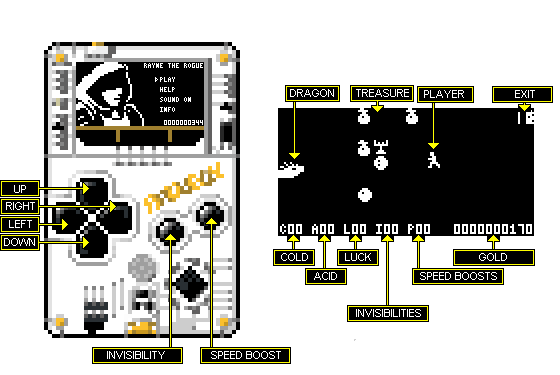 RAYNE THE ROGUE
PLAY
HELP
SOUND ON
INFO
0000000344
UP
RIGHT
LEFT
DOWN
INVISIBILITY
SPEED BOOST
DRAGON
TREASURE
PLAYER
EXIT
C00 A00 L00 I00 P00 0000000170
COLD
ACID
LUCK
INVISIBILITIES
SPEED BOOSTS
GOLD